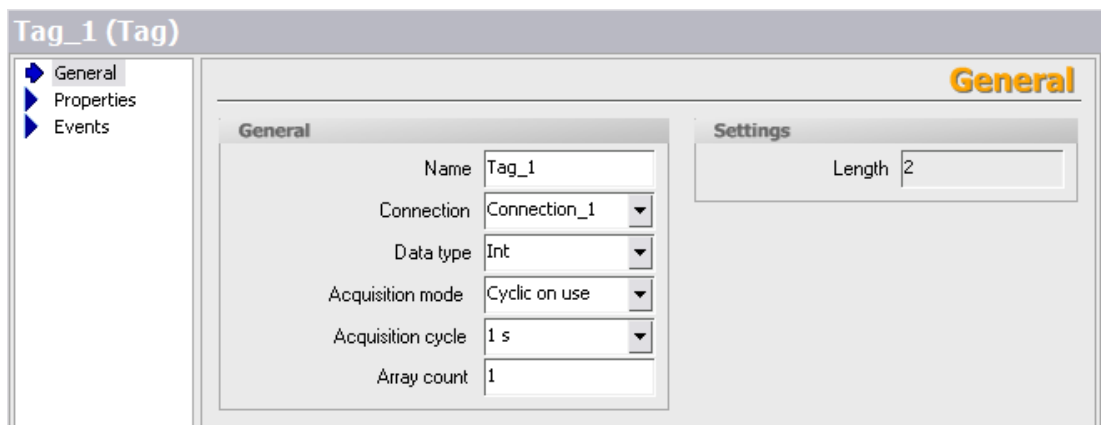 Tag_1 (Tag)
General
Properties
Events
General
General
Name Tag_1
Connection Connection_1
Data type Int
Acquisition mode Cyclic on use
Acquisition cycle 1 s
Array count 1
Settings
Length 2